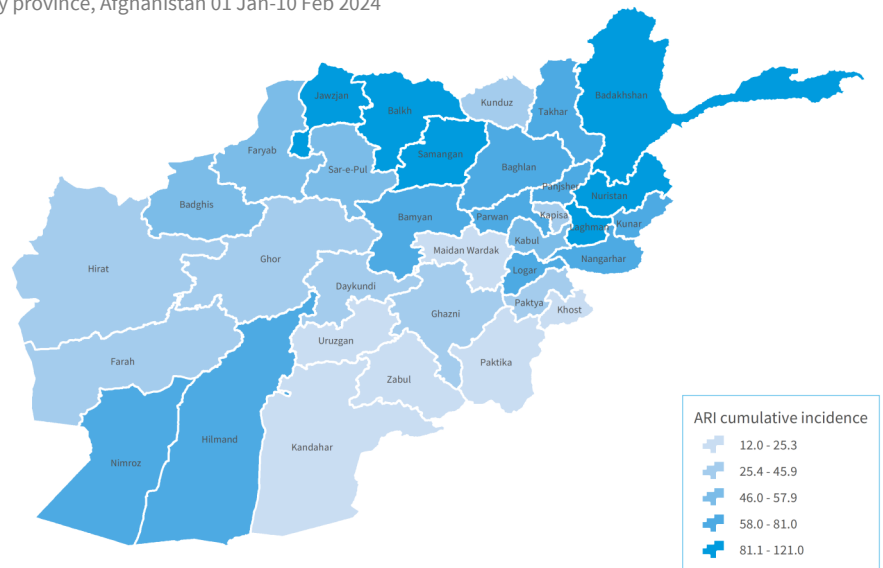 y province, Afghanistan 01 Jan-10 Feb 2024
Jawzjan
Balkh
Kunduz
Takhar
Badakhshan
Faryab
Samangan
Sar-e-Pul
Baghlan
Panjsher
Nuristan
Badghis
Bamyan
Parwan
Kapisa
Laghman
Kunar
Kabul
Maidan Wardak
Nangarhar
Ghor
Hirat
Logar
Daykundi
Paktya
Khost
Ghazni
Uruzgan
Farah
Paktika
Zabul
Kandahar
Hilmand
Nimroz
ARI cumulative incidence
12.0 - 25.3
25.4 - 45.9
46.0 - 57.9
58.0 - 81.0
81.1 - 121.0